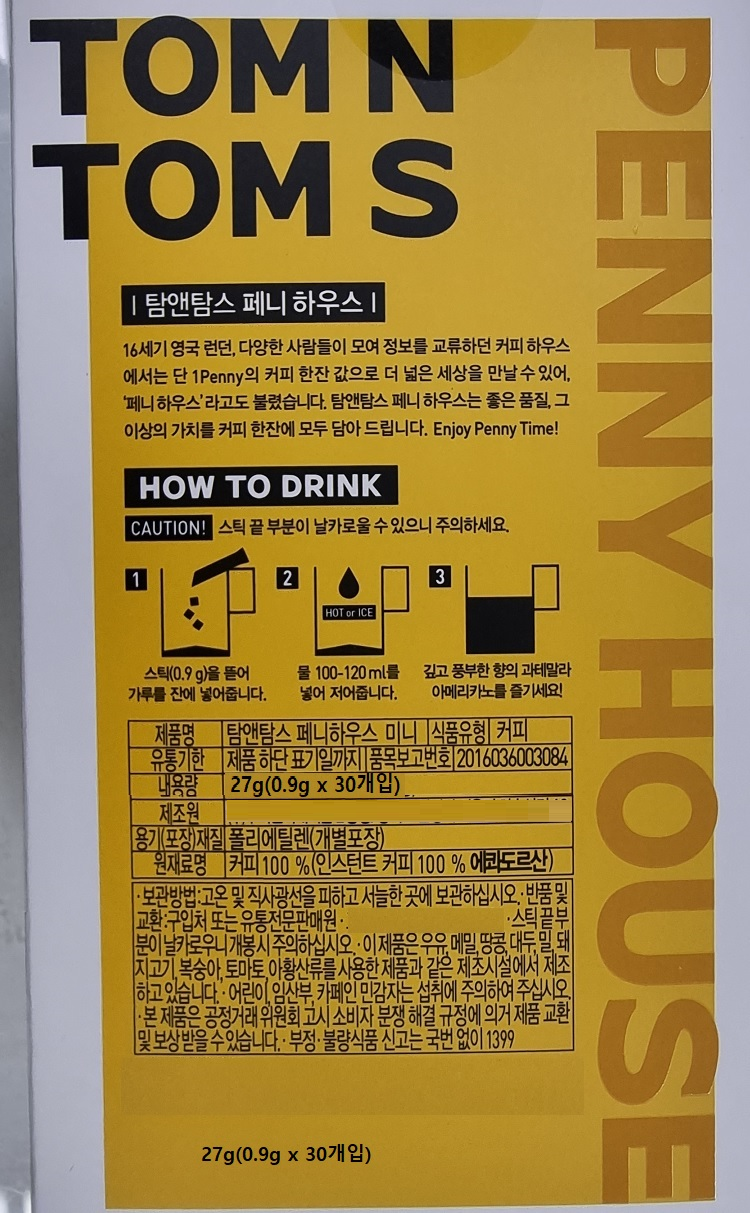 TOM N
TOM S
PENNY HOUSE
| 탐앤탐스 페니 하우스 |
16세기 영국 런던, 다양한 사람들이 모여 정보를 교류하던 커피 하우스
에서는 단 1Penny의 커피 한잔 값으로 더 넓은 세상을 만날 수 있어,
'페니 하우스'라고도 불렸습니다. 탐앤탐스 페니 하우스는 좋은 품질, 그
이상의 가치를 커피 한잔에 모두 담아 드립니다. Enjoy Penny Time!
HOW TO DRINK
CAUTION! 스틱 끝 부분이 날카로울 수 있으니 주의하세요.
1 2 HOT or ICE 3
스틱(0.9 g)을 뜯어
가루를 잔에 넣어줍니다.
물 100-120 ml를
넣어 저어줍니다.
깊고 풍부한 향의 과테말라
아메리카노를 즐기세요!
제품명 탐앤탐스 페니하우스 미니 식품유형 커피
유통기한 제품 하단 표기일까지 품목보고번호 2016036003084
내용량 27g(0.9g x 30개입)
제조원
용기(포장)재질 폴리에틸렌(개별포장)
원재료명 커피 100 %(인스턴트 커피 100 % 에콰도르산)
·보관방법:고온 및 직사광선을 피하고 서늘한 곳에 보관하십시오.·반품 및
교환:구입처 또는 유통전문판매원· ·스틱 끝 부
분이 날카로우니 개봉 시 주의하십시오.·이 제품은 우유, 메밀, 땅콩, 대두, 밀, 돼
지고기, 복숭아, 토마토, 아황산류를 사용한 제품과 같은 제조시설에서 제조
하고 있습니다.·어린이, 임산부, 카페인 민감자는 섭취에 주의하여 주십시오.
·본 제품은 공정거래 위원회 고시 소비자 분쟁 해결 규정에 의거 제품 교환
및 보상 받을 수 있습니다.·부정·불량식품 신고는 국번 없이 1399
27g(0.9g x 30개입)